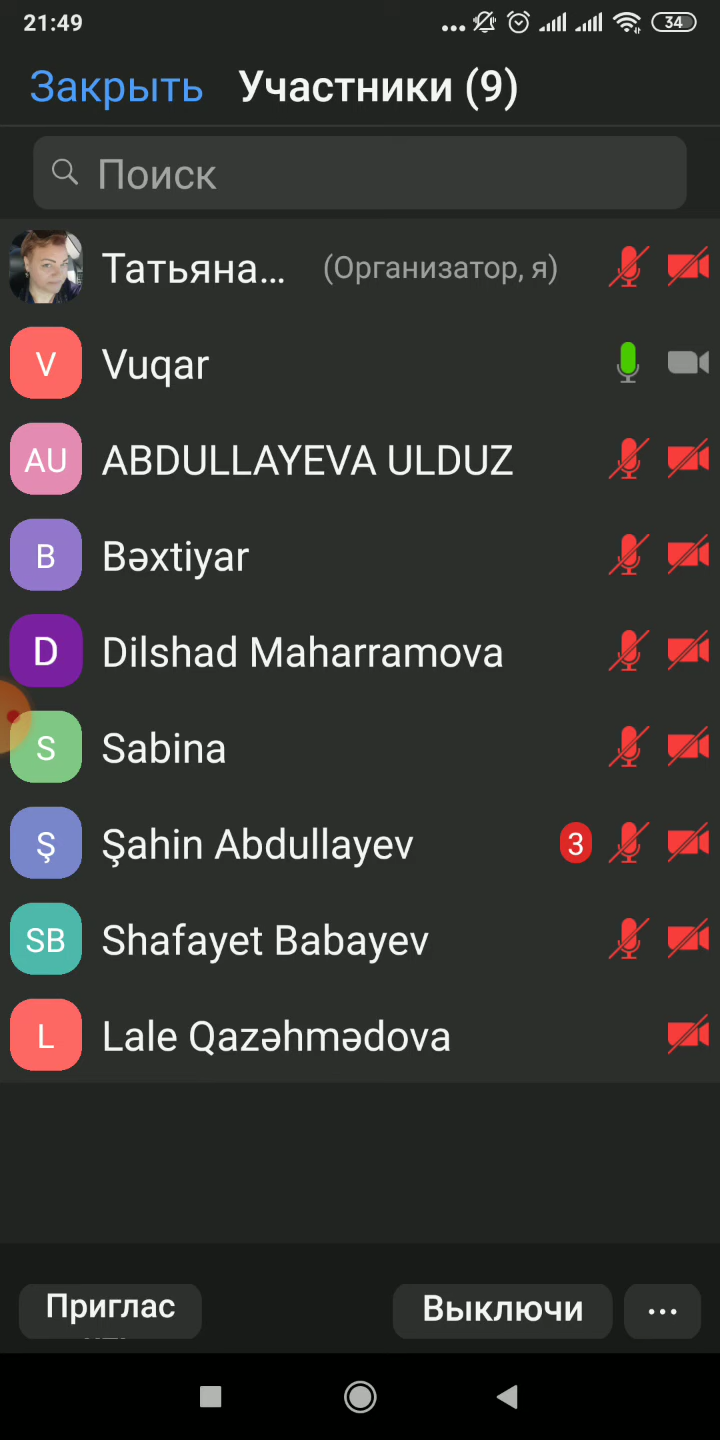 21:49
34
Закрыть Участники (9)
Поиск
Татьяна... (Организатор, я)
V Vuqar
AU ABDULLAYEVA ULDUZ
B Bəxtiyar
D Dilshad Maharramova
S Sabina
Ş Şahin Abdullayev 3
SB Shafayet Babayev
L Lale Qazəhmədova
Приглас Выключи ...